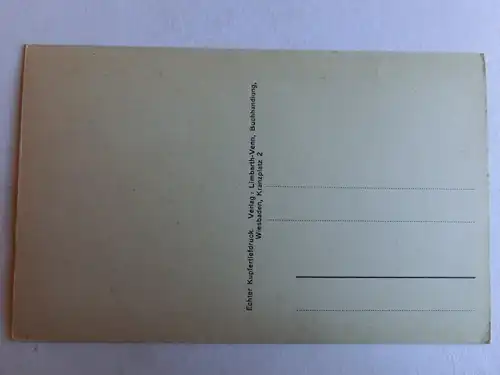 Echter Kupfertiefdruck. Verlag: Limbarth-Venn, Buchhandlung,
Wiesbaden, Kranzplatz 2